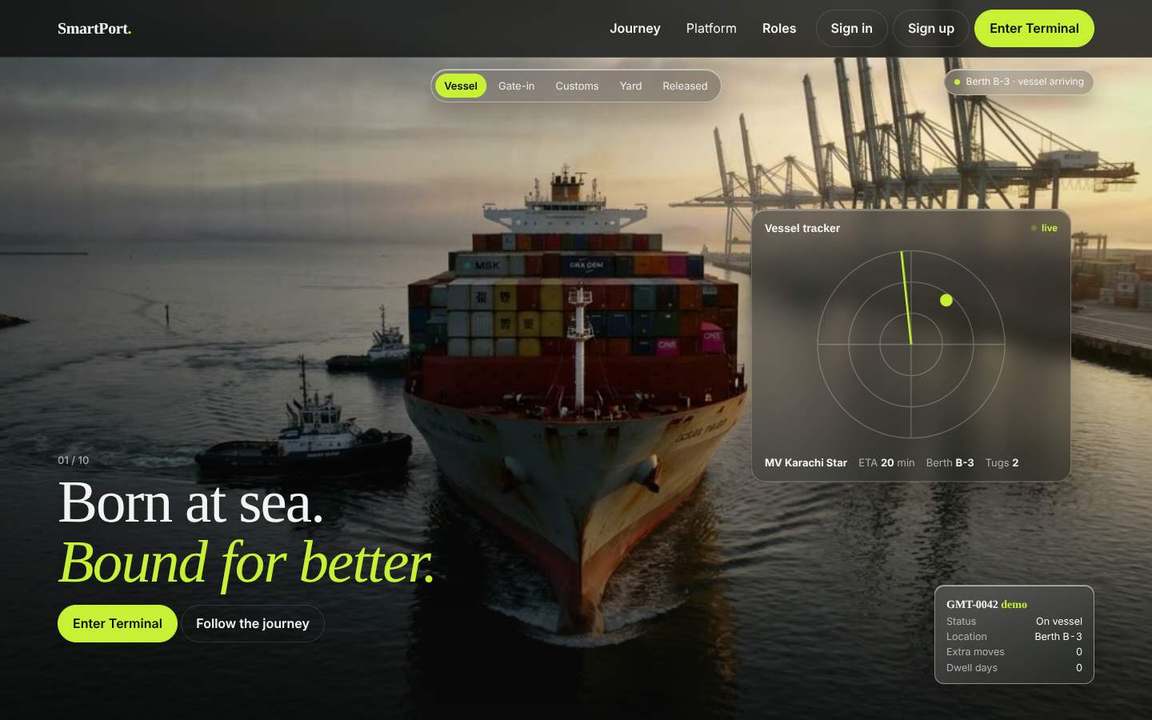 SmartPort.
Journey Platform Roles Sign in Sign up Enter Terminal
Vessel Gate-in Customs Yard Released
Berth B-3 · vessel arriving
Vessel tracker live
MSK CMA CGM
MV Karachi Star ETA 20 min Berth B-3 Tugs 2
01 / 10
Born at sea.
Bound for better.
Enter Terminal Follow the journey
GMT-0042 demo
Status On vessel
Location Berth B-3
Extra moves 0
Dwell days 0